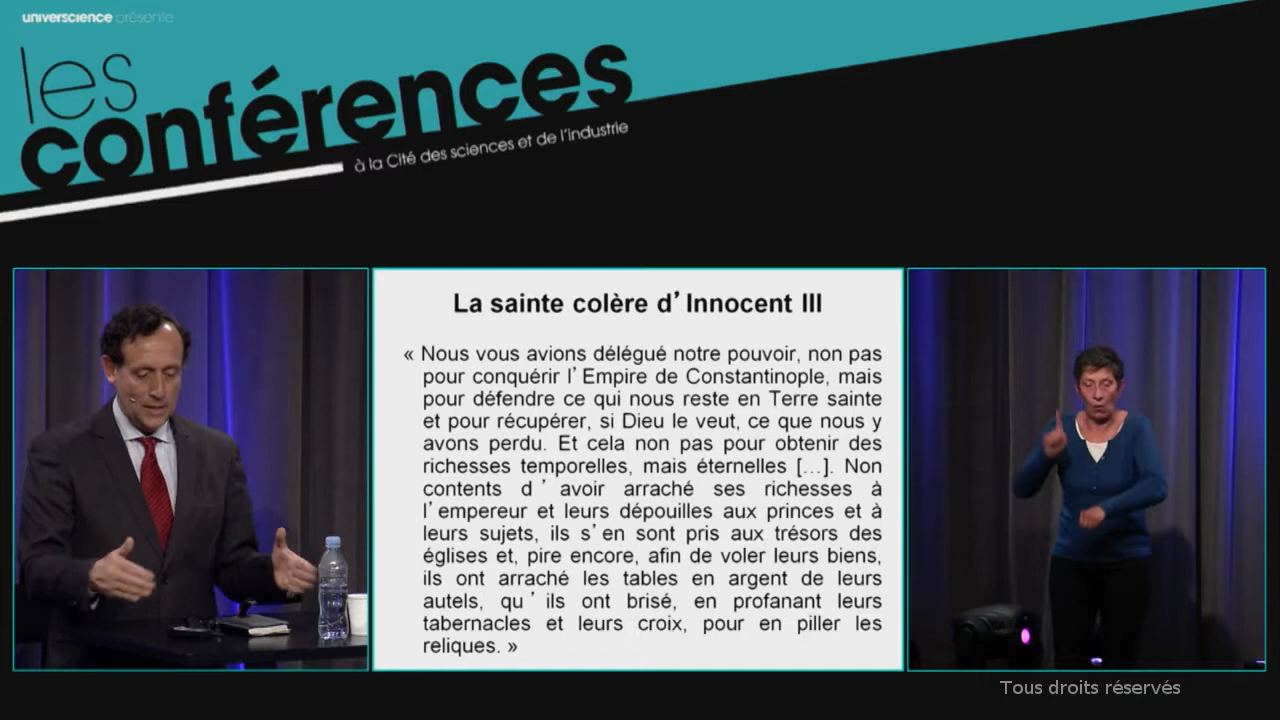 universcience présente
les
conférences
à la Cité des sciences et de l'industrie
La sainte colère d'Innocent III
« Nous vous avions délégué notre pouvoir, non pas
pour conquérir l'Empire de Constantinople, mais
pour défendre ce qui nous reste en Terre sainte
et pour récupérer, si Dieu le veut, ce que nous y
avons perdu. Et cela non pas pour obtenir des
richesses temporelles, mais éternelles […]. Non
contents d'avoir arraché ses richesses à
l'empereur et leurs dépouilles aux princes et à
leurs sujets, ils s'en sont pris aux trésors des
églises et, pire encore, afin de voler leurs biens,
ils ont arraché les tables en argent de leurs
autels, qu'ils ont brisé, en profanant leurs
tabernacles et leurs croix, pour en piller les
reliques. »
Tous droits réservés